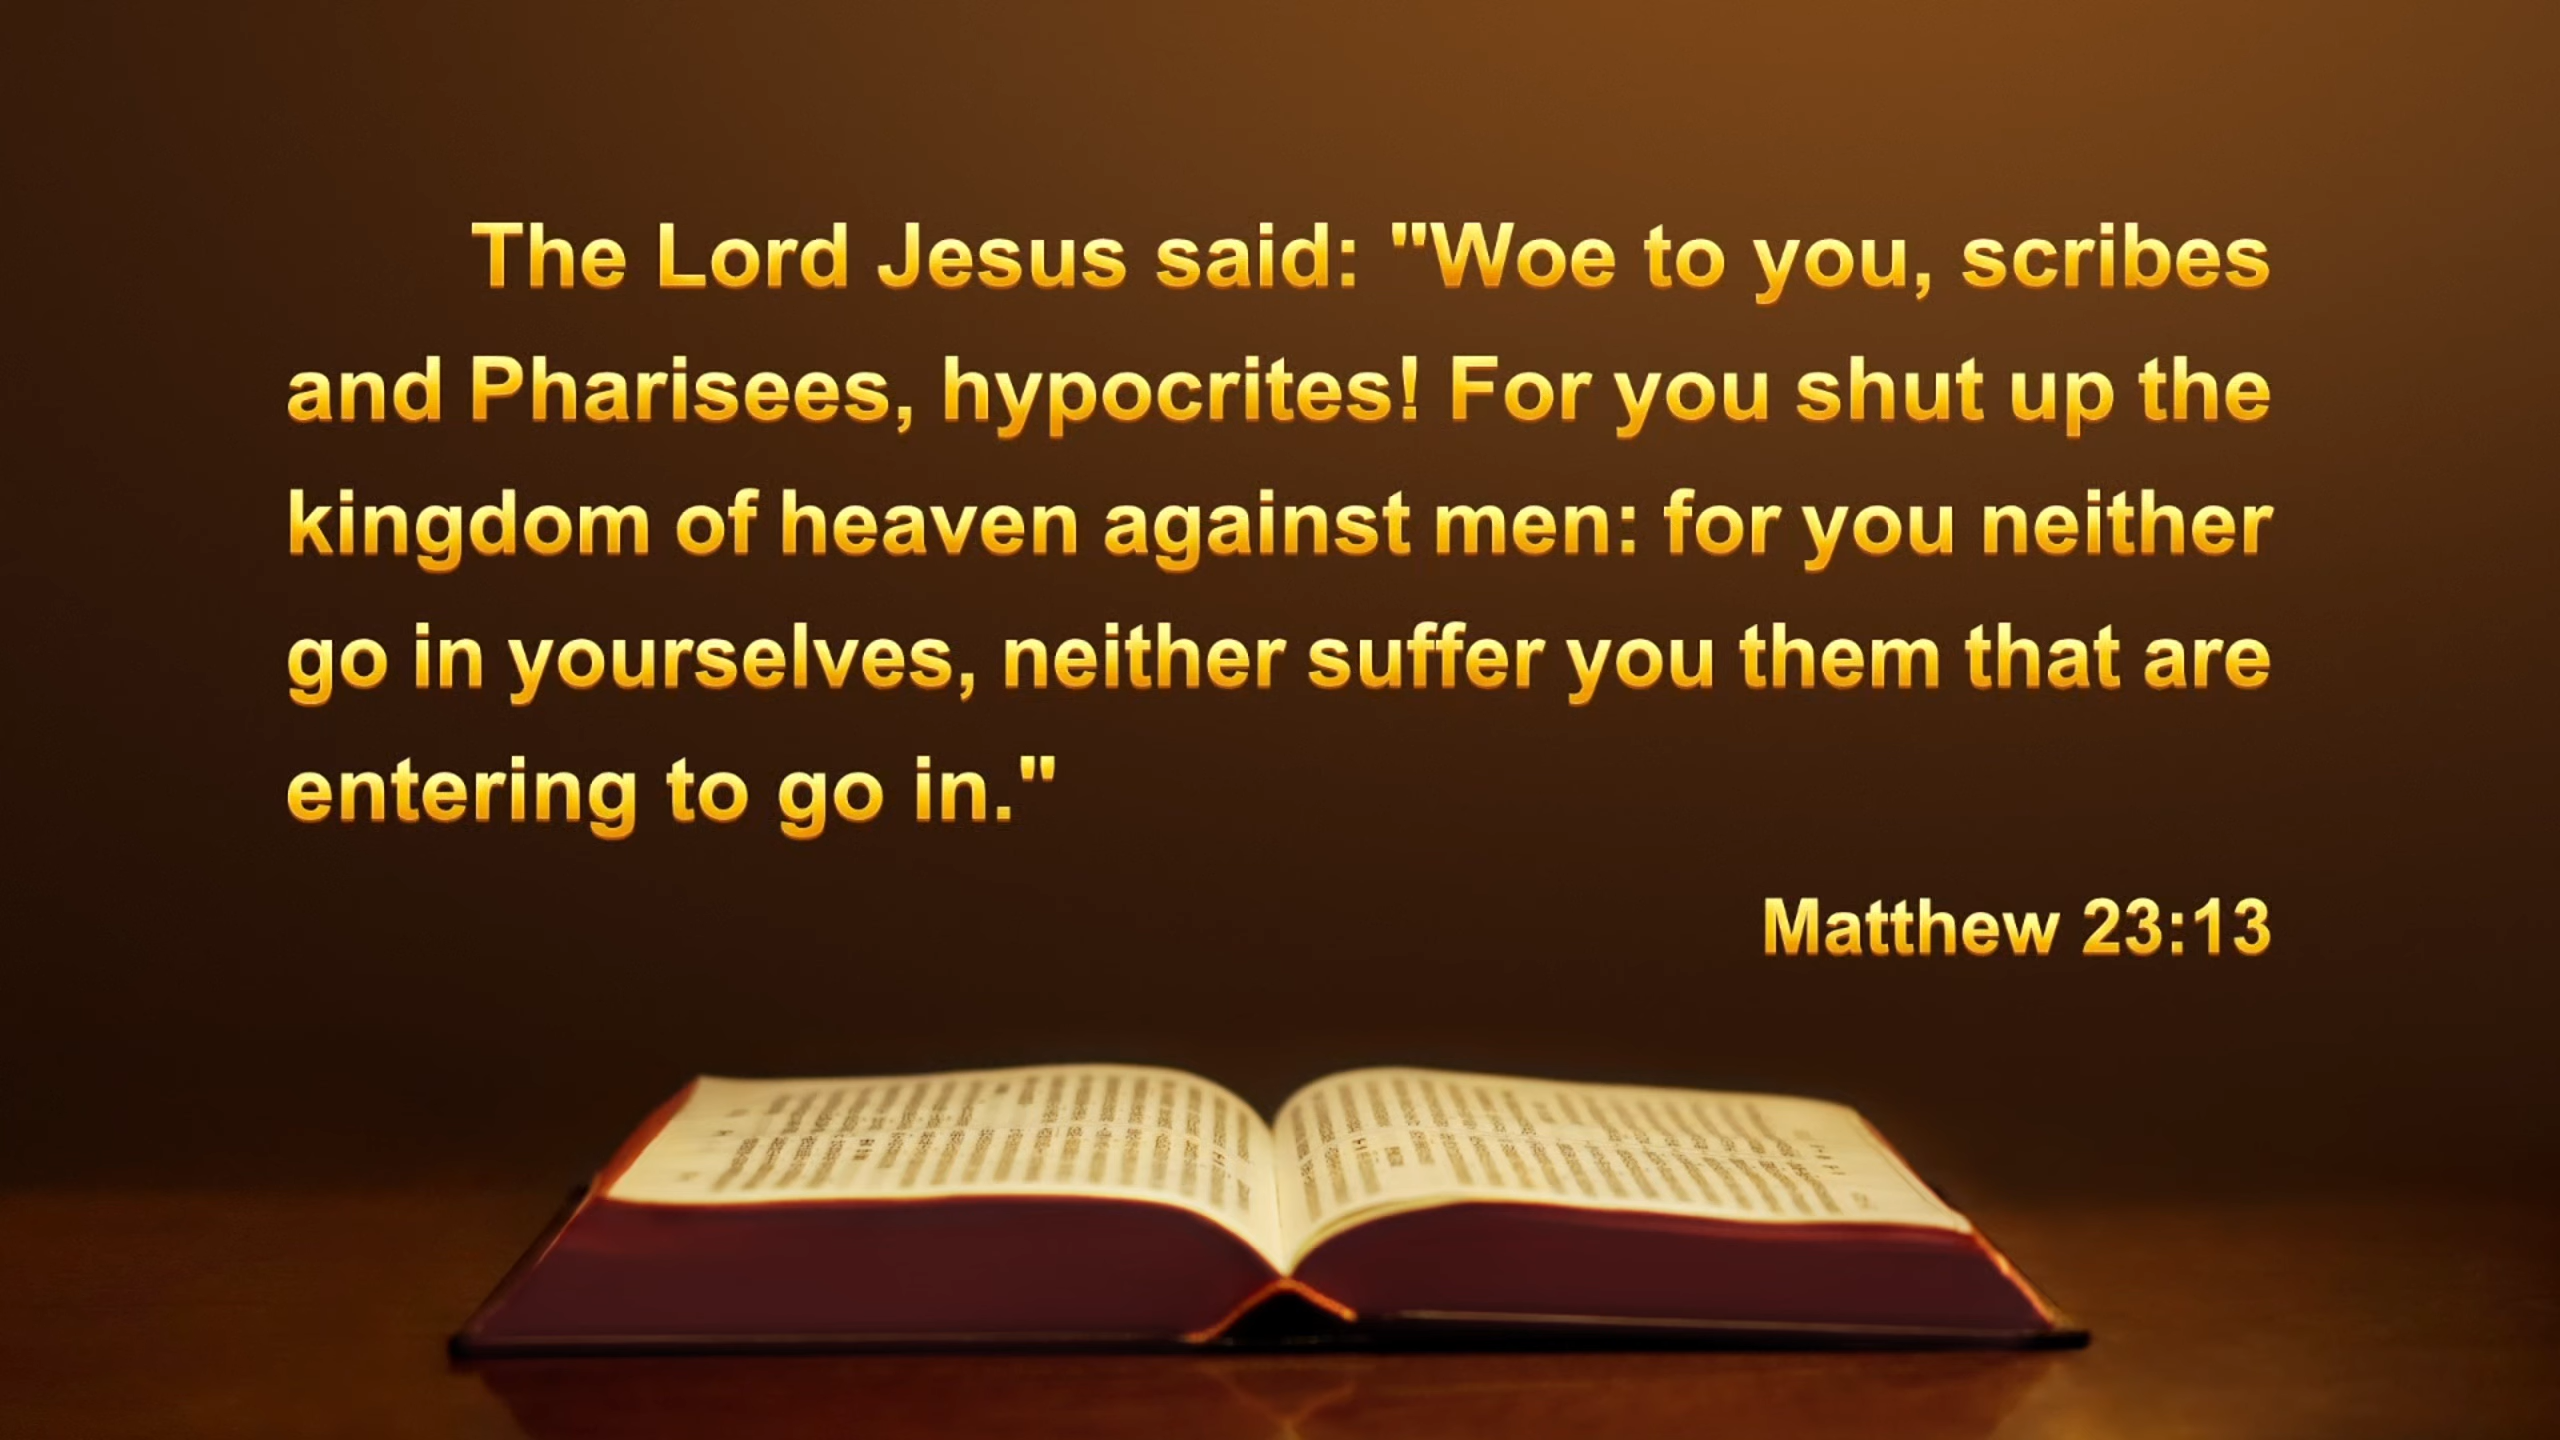 The Lord Jesus said: "Woe to you, scribes
and Pharisees, hypocrites! For you shut up the
kingdom of heaven against men: for you neither
go in yourselves, neither suffer you them that are
entering to go in."
Matthew 23:13